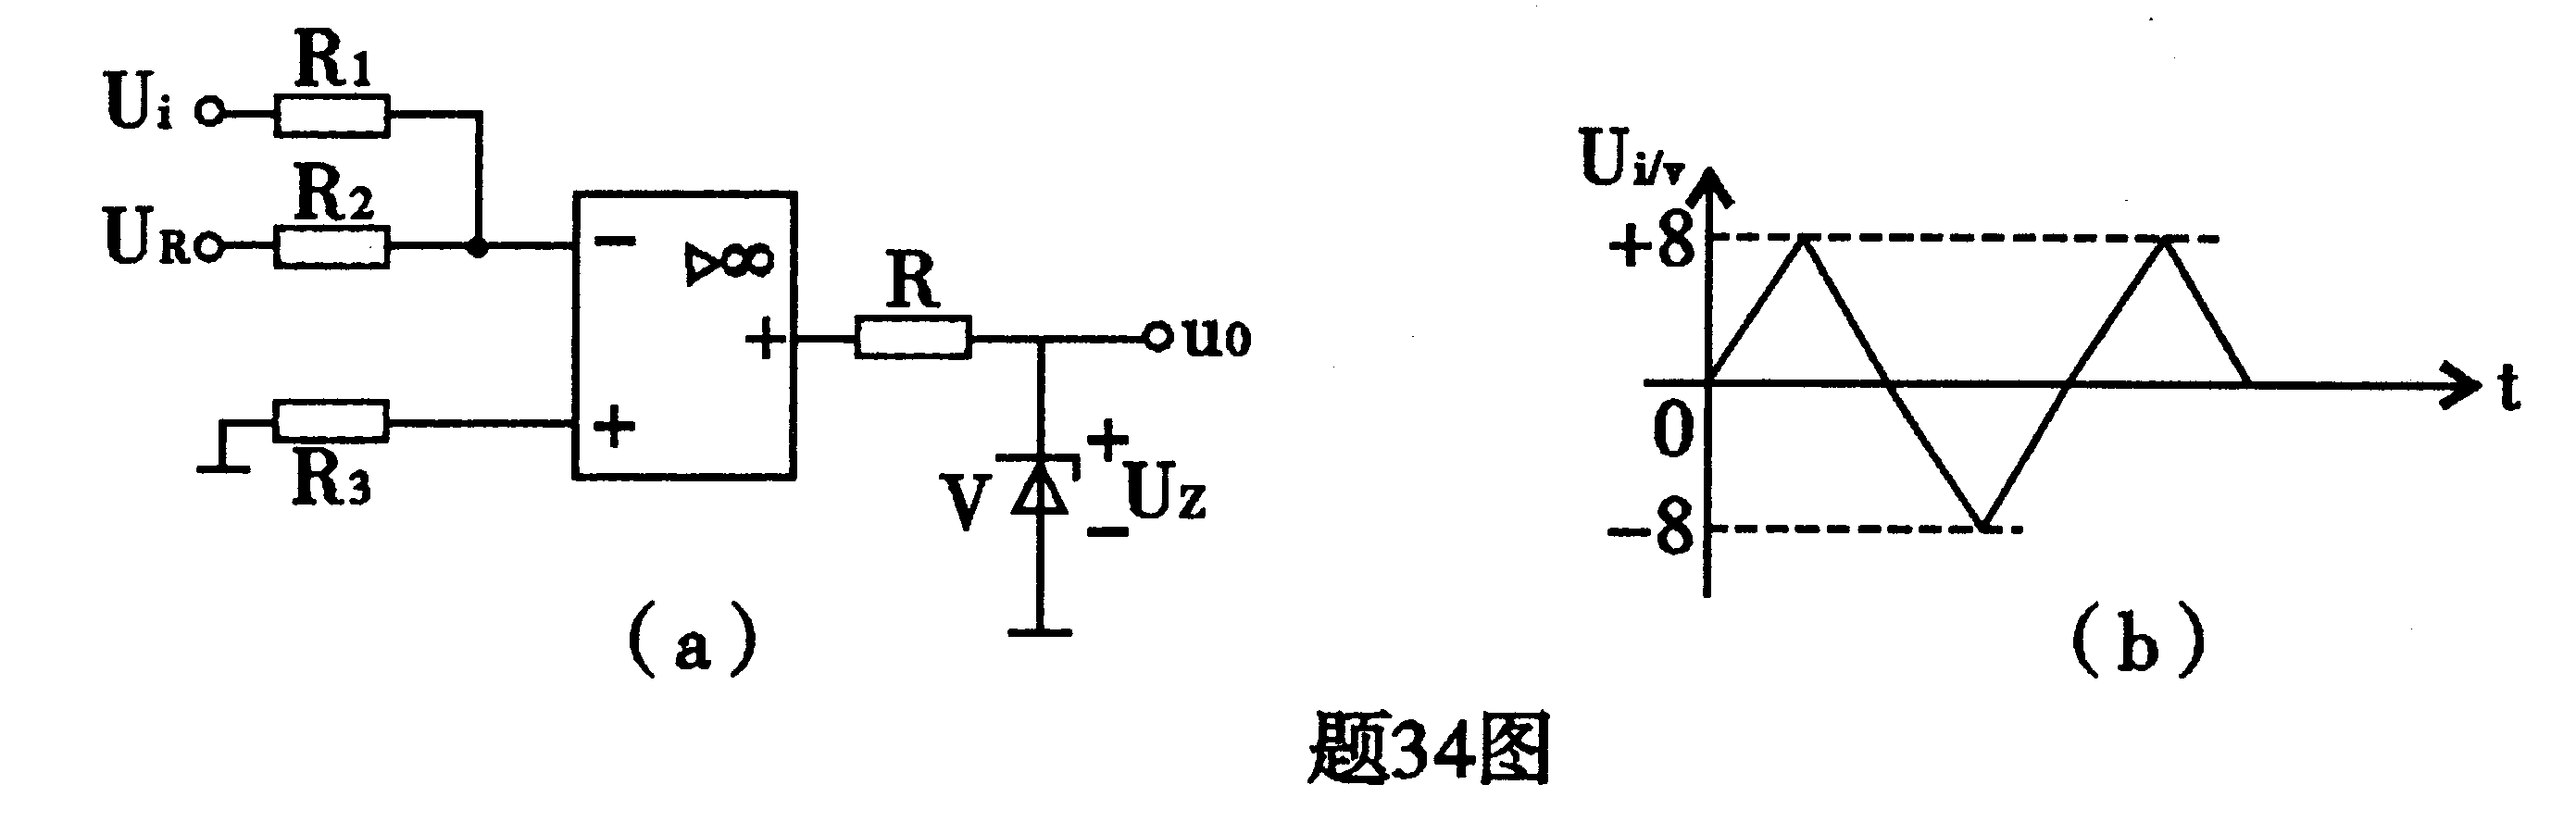 R1
Ui
R2
UR
− ▷∞
R
+
u0
+
R3
V
+
UZ
−
(a)
Ui/v
+8
0
t
−8
(b)
题34图